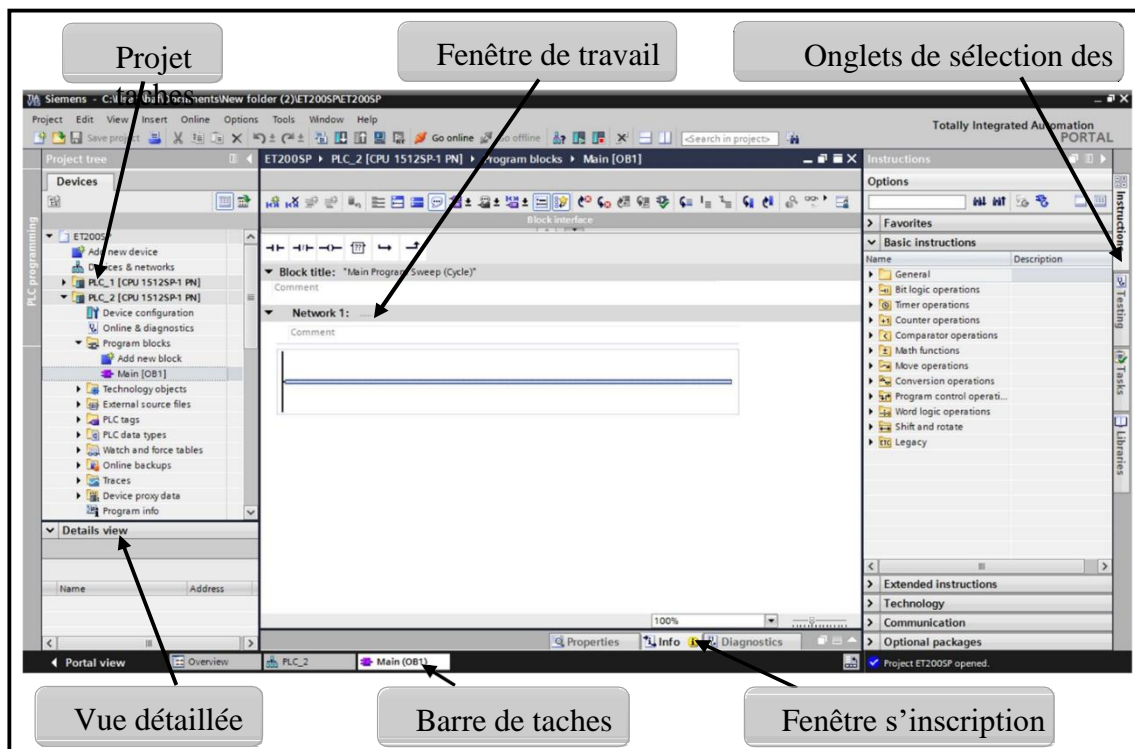 Projet
taches
Fenêtre de travail
Onglets de sélection des
Siemens - C:\
Documents\New folder (2)\ET200SP\ET200SP
Project Edit View Insert Online Options Tools Window Help
Totally Integrated Automation
PORTAL
Save project
Go online
Go offline
<Search in project>
Project tree
ET200SP PLC_2 [CPU 1512SP-1 PN] Program blocks Main [OB1]
Instructions
Devices
Options
PLC programming
Block interface
Favorites
Basic instructions
Name Description
General
Bit logic operations
Timer operations
Counter operations
Comparator operations
Math functions
Move operations
Conversion operations
Program control operati...
Word logic operations
Shift and rotate
Legacy
Instructions
Testing
Tasks
Libraries
ET200SP
Add new device
Devices & networks
PLC_1 [CPU 1512SP-1 PN]
PLC_2 [CPU 1512SP-1 PN]
Device configuration
Online & diagnostics
Program blocks
Add new block
Main [OB1]
Technology objects
External source files
PLC tags
PLC data types
Watch and force tables
Online backups
Traces
Device proxy data
Program info
Block title: "Main Program Sweep (Cycle)"
Comment
Network 1: .....
Comment
Details view
Name Address
100%
Extended instructions
Technology
Communication
Optional packages
Properties Info Diagnostics
Portal view Overview PLC_2 Main (OB1)
Project ET200SP opened.
Vue détaillée
Barre de taches
Fenêtre s’inscription